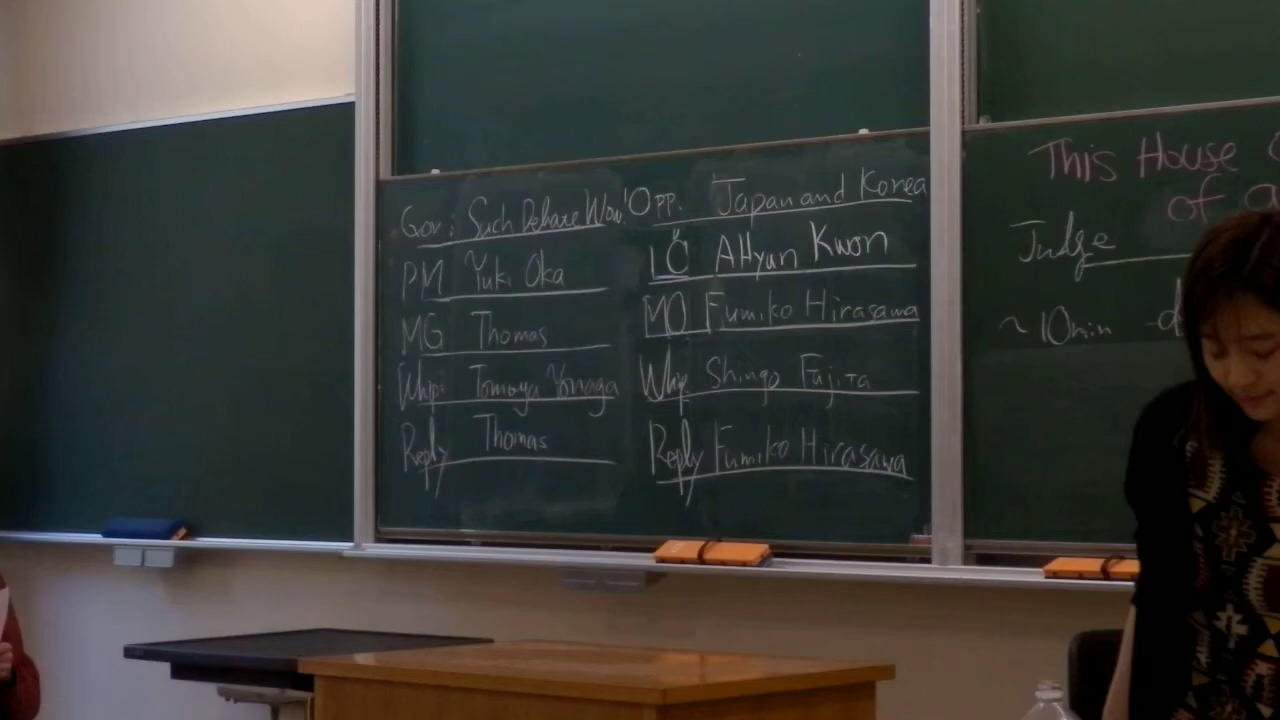 Gov: Such Debate Wow!
PM Yuki Oka
MG Thomas
Whip: Tomoya Yonaga
Reply Thomas
Opp. Japan and Korea
LO AHyun Kwon
MO Fumiko Hirasawa
Whip Shingo Fujita
Reply Fumiko Hirasawa
This House
of
Judge
~10min